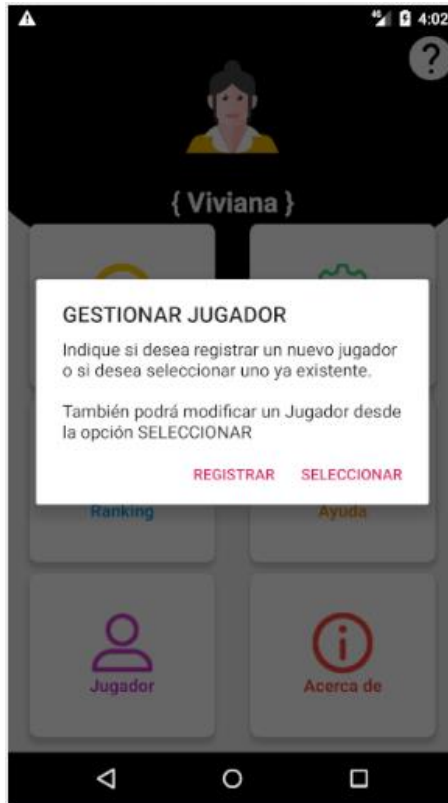 4G 4:02
?
{ Viviana }
GESTIONAR JUGADOR
Indique si desea registrar un nuevo jugador
o si desea seleccionar uno ya existente.
También podrá modificar un Jugador desde
la opción SELECCIONAR
REGISTRAR SELECCIONAR
Ranking Ayuda
Jugador Acerca de